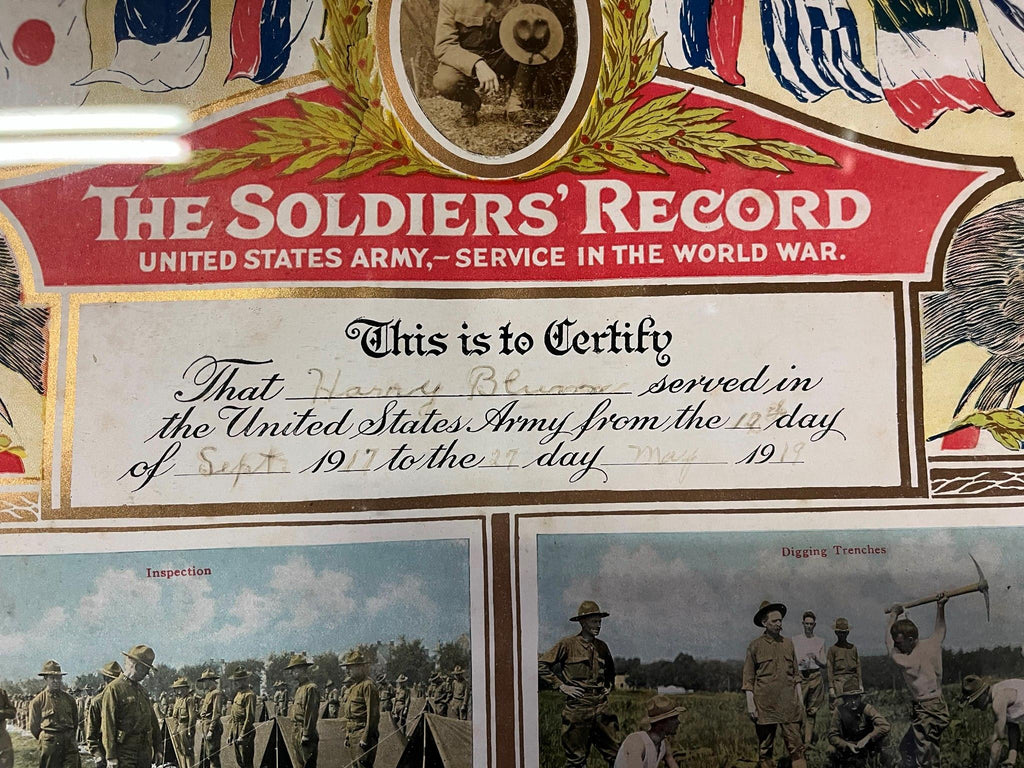 THE SOLDIERS' RECORD
UNITED STATES ARMY,~ SERVICE IN THE WORLD WAR.
This is to Certify
That Harry Blumn served in
the United States Army from the 12th day
of Sept 1917 to the 27 day May 1919
Inspection
Digging Trenches